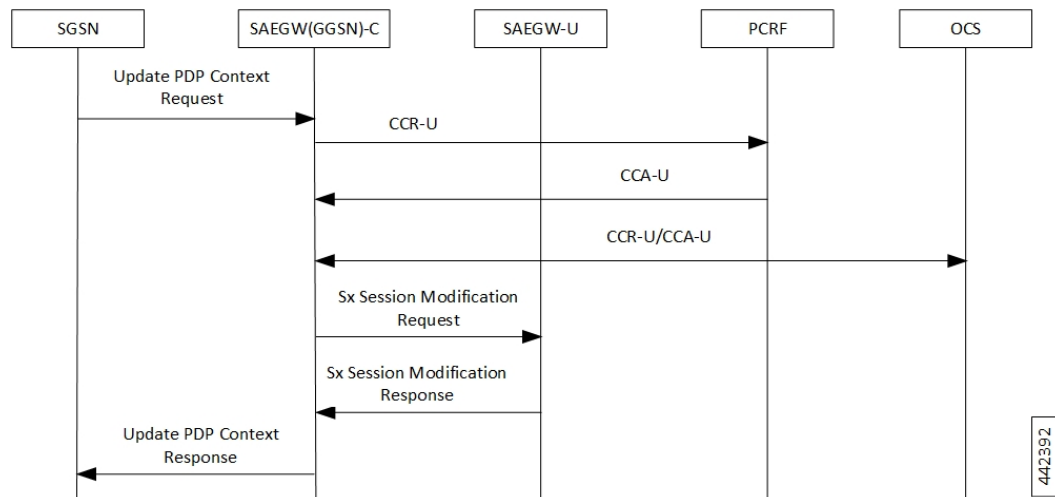 SGSN
SAEGW(GGSN)-C
SAEGW-U
PCRF
OCS
Update PDP Context
Request
CCR-U
CCA-U
CCR-U/CCA-U
Sx Session Modification
Request
Sx Session Modification
Response
Update PDP Context
Response
442392